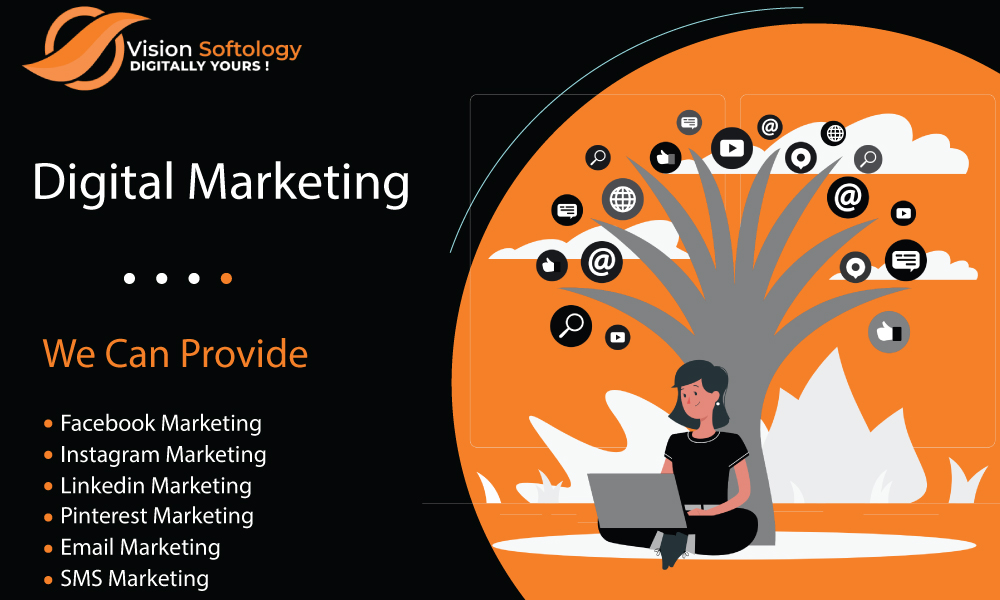 Vision Softology
DIGITALLY YOURS !
Digital Marketing
We Can Provide
Facebook Marketing
Instagram Marketing
Linkedin Marketing
Pinterest Marketing
Email Marketing
SMS Marketing